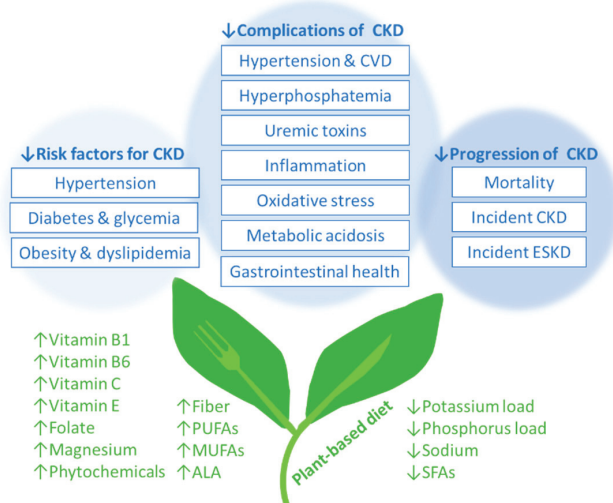 ↓Complications of CKD
Hypertension & CVD
Hyperphosphatemia
Uremic toxins
Inflammation
Oxidative stress
Metabolic acidosis
Gastrointestinal health
↓Risk factors for CKD
Hypertension
Diabetes & glycemia
Obesity & dyslipidemia
↓Progression of CKD
Mortality
Incident CKD
Incident ESKD
↑Vitamin B1
↑Vitamin B6
↑Vitamin C
↑Vitamin E
↑Folate
↑Magnesium
↑Phytochemicals
↑Fiber
↑PUFAs
↑MUFAs
↑ALA
Plant-based diet
↓Potassium load
↓Phosphorus load
↓Sodium
↓SFAs